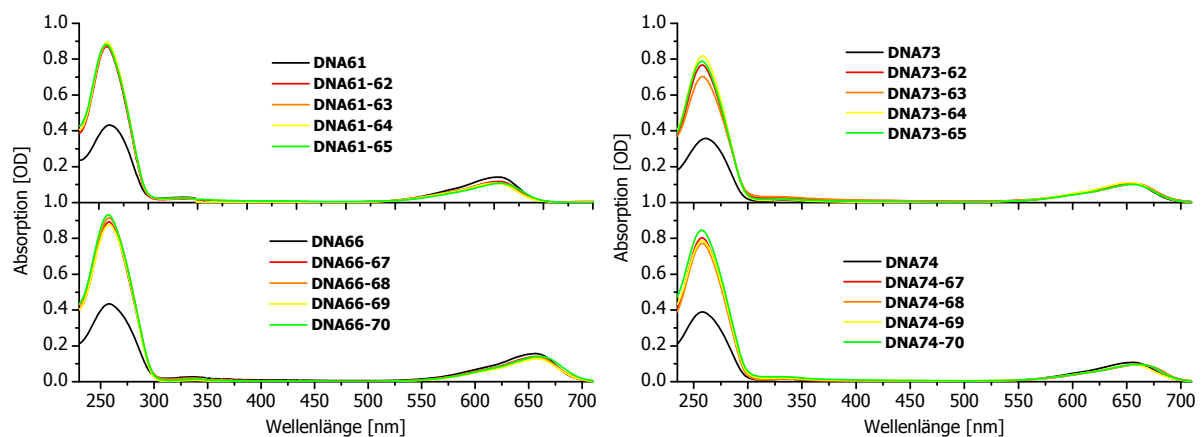 1.0
0.8
0.6
0.4
0.2
1.0
0.8
0.6
0.4
0.2
0.0
250 300 350 400 450 500 550 600 650 700
Absorption [OD]
Wellenlänge [nm]
DNA61
DNA61-62
DNA61-63
DNA61-64
DNA61-65
DNA66
DNA66-67
DNA66-68
DNA66-69
DNA66-70
1.0
0.8
0.6
0.4
0.2
1.0
0.8
0.6
0.4
0.2
0.0
250 300 350 400 450 500 550 600 650 700
Absorption [OD]
Wellenlänge [nm]
DNA73
DNA73-62
DNA73-63
DNA73-64
DNA73-65
DNA74
DNA74-67
DNA74-68
DNA74-69
DNA74-70